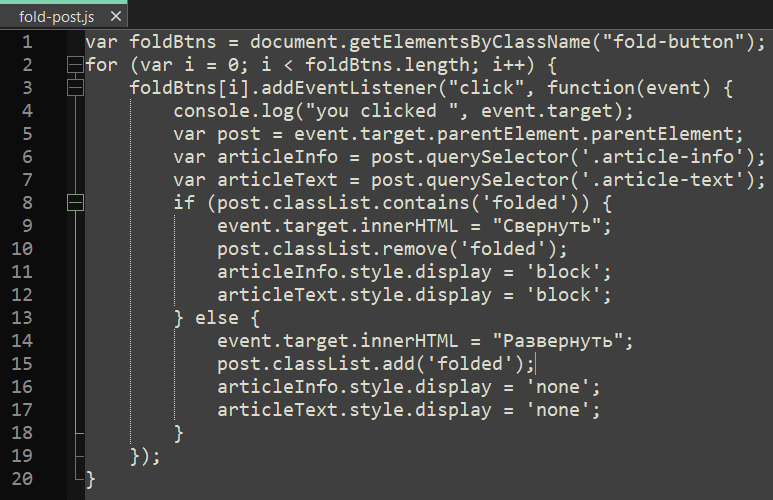 fold-post.js
1 var foldBtns = document.getElementsByClassName("fold-button");
2 for (var i = 0; i < foldBtns.length; i++) {
3     foldBtns[i].addEventListener("click", function(event) {
4         console.log("you clicked ", event.target);
5         var post = event.target.parentElement.parentElement;
6         var articleInfo = post.querySelector('.article-info');
7         var articleText = post.querySelector('.article-text');
8         if (post.classList.contains('folded')) {
9             event.target.innerHTML = "Свернуть";
10             post.classList.remove('folded');
11             articleInfo.style.display = 'block';
12             articleText.style.display = 'block';
13         } else {
14             event.target.innerHTML = "Развернуть";
15             post.classList.add('folded');
16             articleInfo.style.display = 'none';
17             articleText.style.display = 'none';
18         }
19     });
20 }